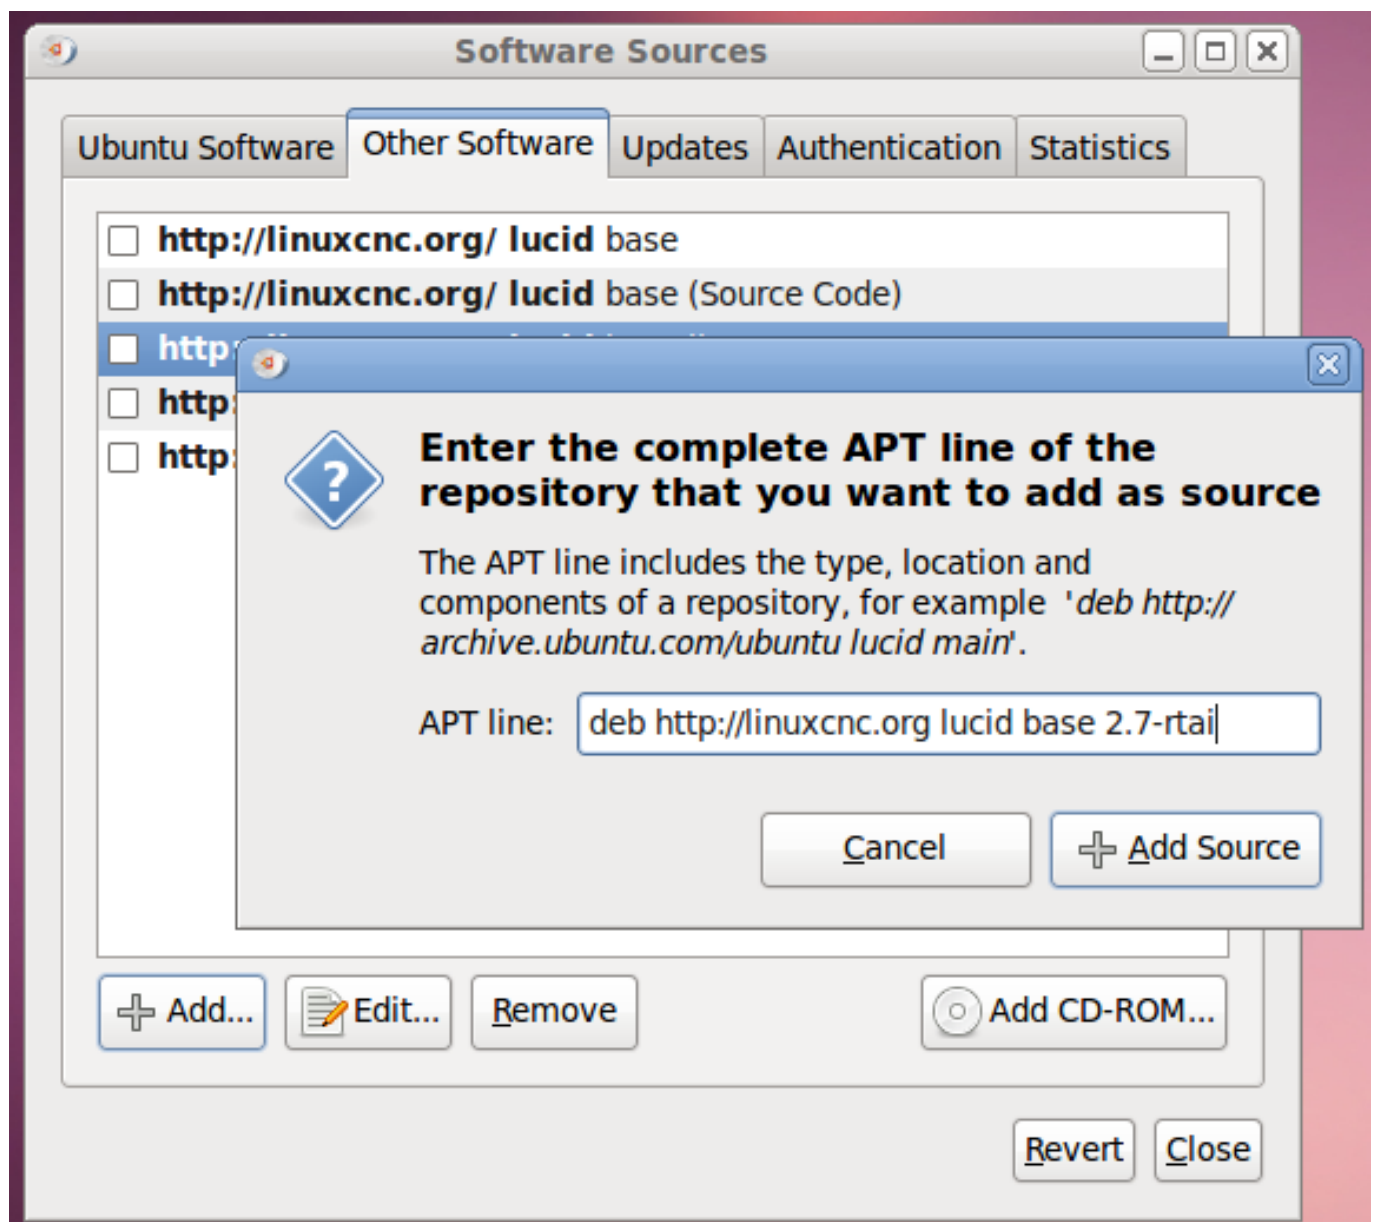 Software Sources
Ubuntu Software Other Software Updates Authentication Statistics
http://linuxcnc.org/ lucid base
http://linuxcnc.org/ lucid base (Source Code)
http:
http:
http:
Enter the complete APT line of the
repository that you want to add as source
The APT line includes the type, location and
components of a repository, for example 'deb http://
archive.ubuntu.com/ubuntu lucid main'.
APT line: deb http://linuxcnc.org lucid base 2.7-rtai
Cancel Add Source
Add... Edit... Remove Add CD-ROM...
Revert Close